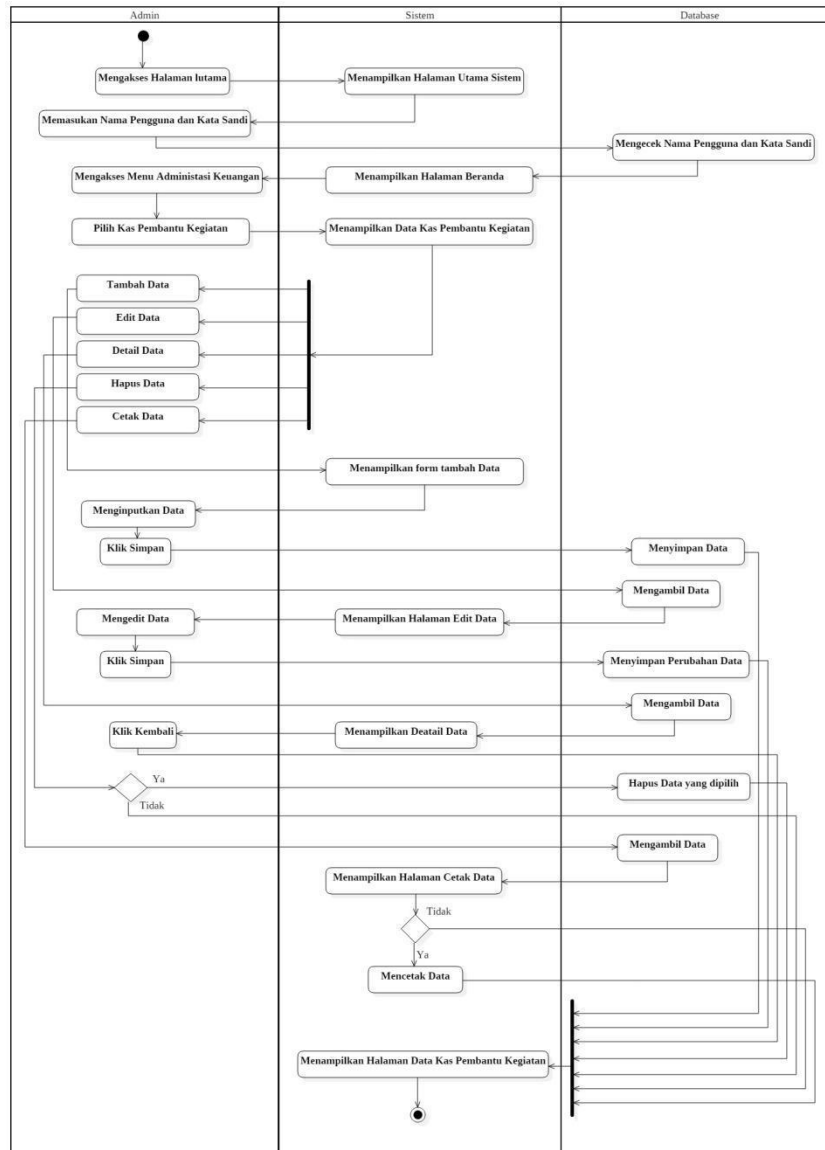 Admin
Sistem
Database
Mengakses Halaman lutama
Menampilkan Halaman Utama Sistem
Memasukan Nama Pengguna dan Kata Sandi
Mengecek Nama Pengguna dan Kata Sandi
Mengakses Menu Administasi Keuangan
Menampilkan Halaman Beranda
Pilih Kas Pembantu Kegiatan
Menampilkan Data Kas Pembantu Kegiatan
Tambah Data
Edit Data
Detail Data
Hapus Data
Cetak Data
Menampilkan form tambah Data
Menginputkan Data
Klik Simpan
Menyimpan Data
Mengambil Data
Mengedit Data
Menampilkan Halaman Edit Data
Klik Simpan
Menyimpan Perubahan Data
Mengambil Data
Klik Kembali
Menampilkan Deatail Data
Ya
Hapus Data yang dipilih
Tidak
Mengambil Data
Menampilkan Halaman Cetak Data
Tidak
Ya
Mencetak Data
Menampilkan Halaman Data Kas Pembantu Kegiatan